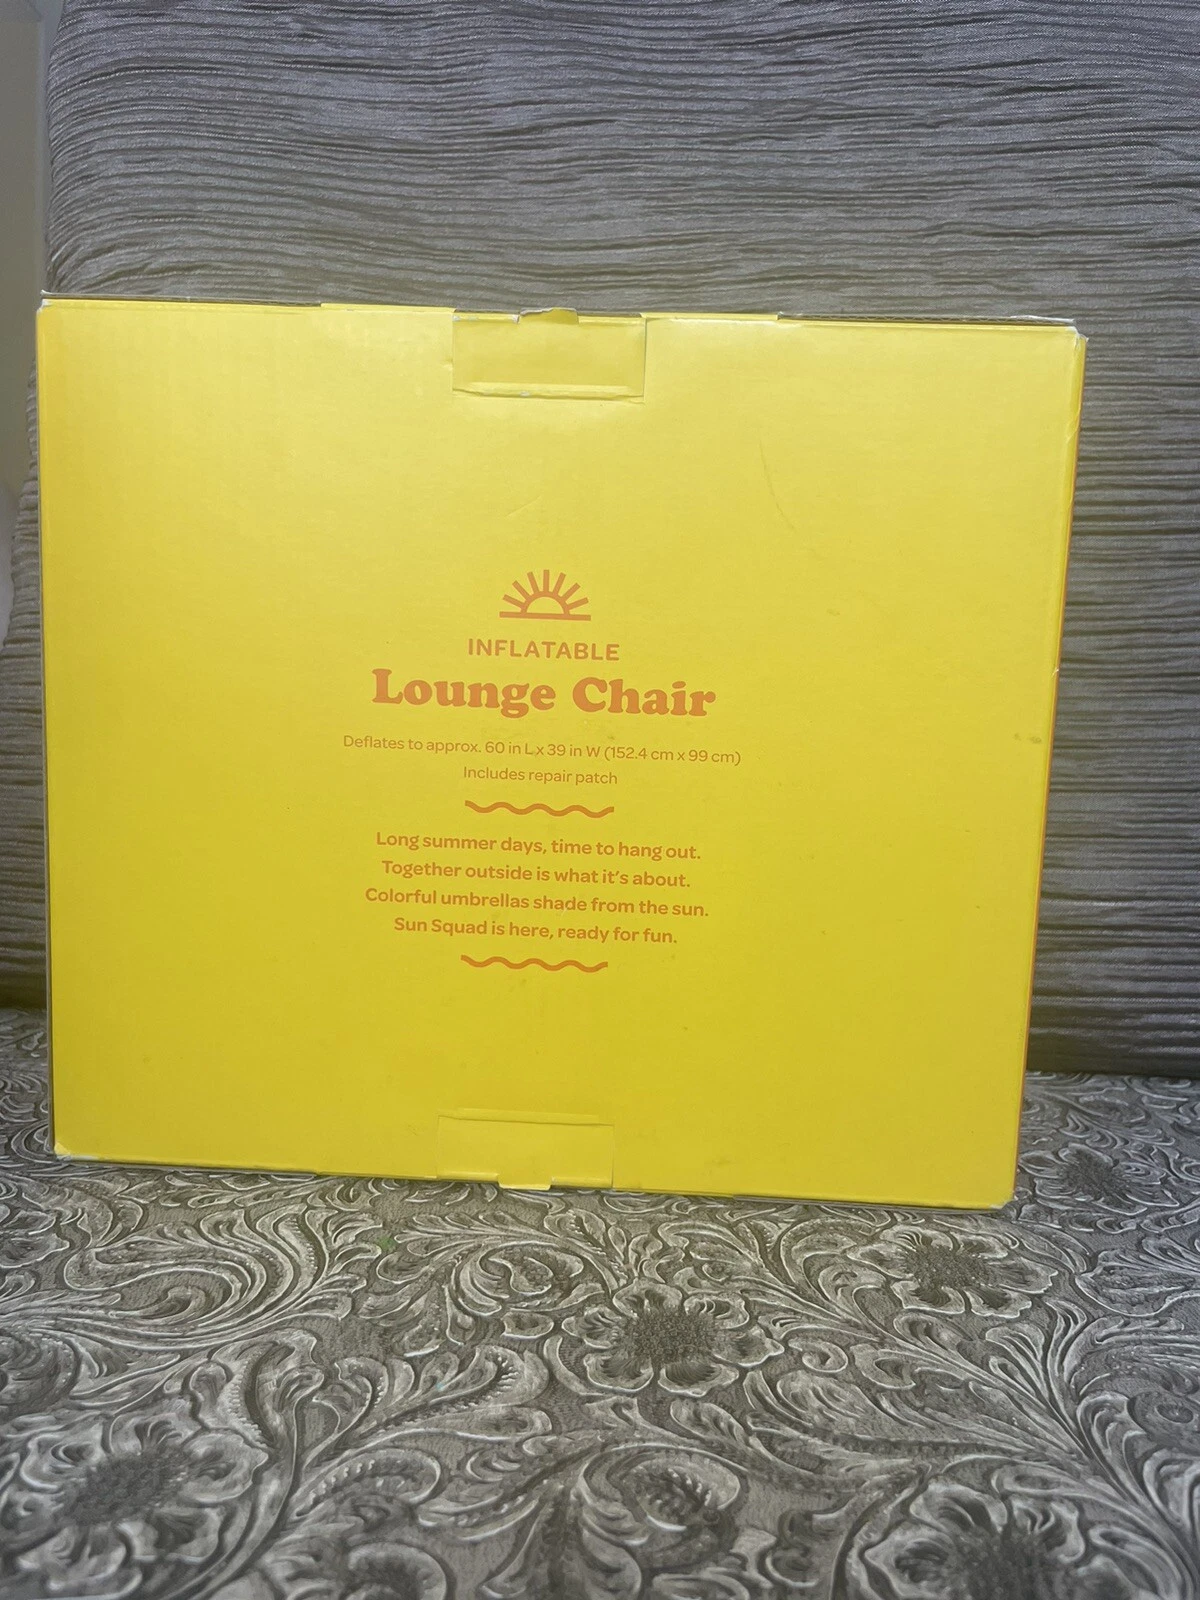 INFLATABLE
Lounge Chair
Deflates to approx. 60 in L x 39 in W (152.4 cm x 99 cm)
Includes repair patch
Long summer days, time to hang out.
Together outside is what it's about.
Colorful umbrellas shade from the sun.
Sun Squad is here, ready for fun.